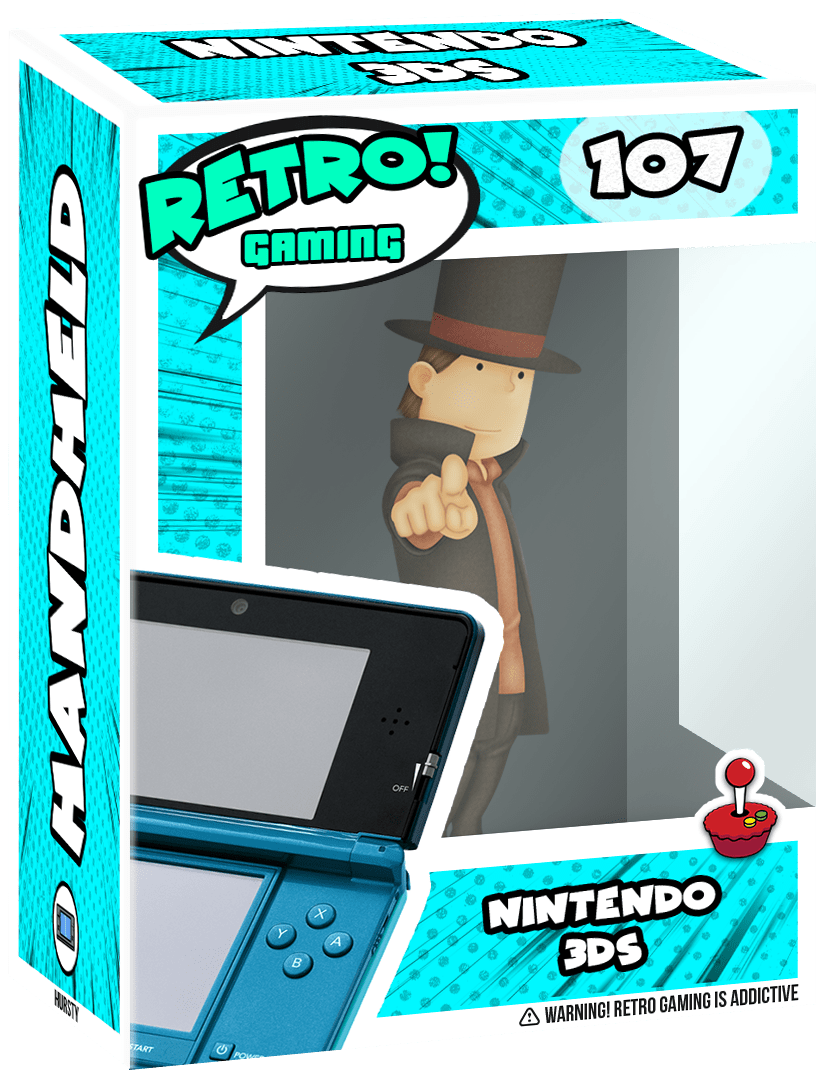 NINTENDO
3DS
RETRO!
GAMING
107
HANDHELD
HURSTY
OFF
X
Y
A
B
START
POWER
NINTENDO
3DS
WARNING! RETRO GAMING IS ADDICTIVE